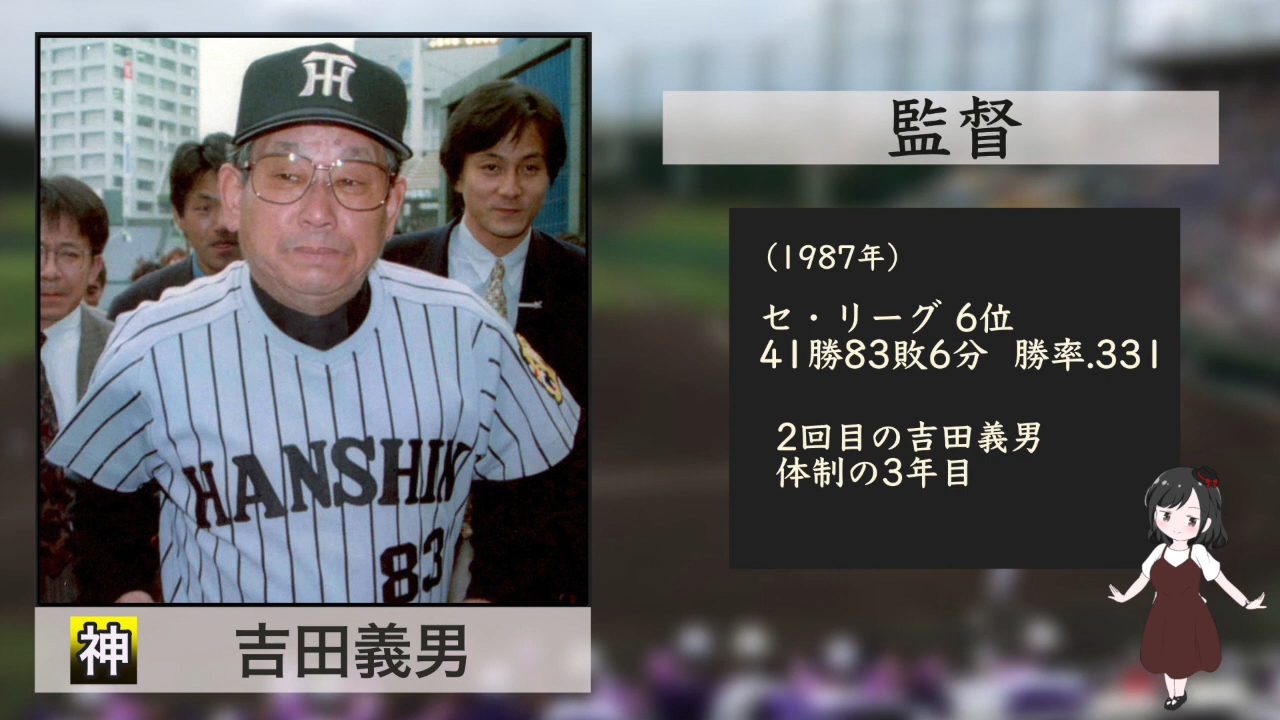 監督
(1987年)
セ・リーグ 6位
41勝83敗6分 勝率.331
2回目の吉田義男
体制の3年目
HANSHIN
83
神 吉田義男